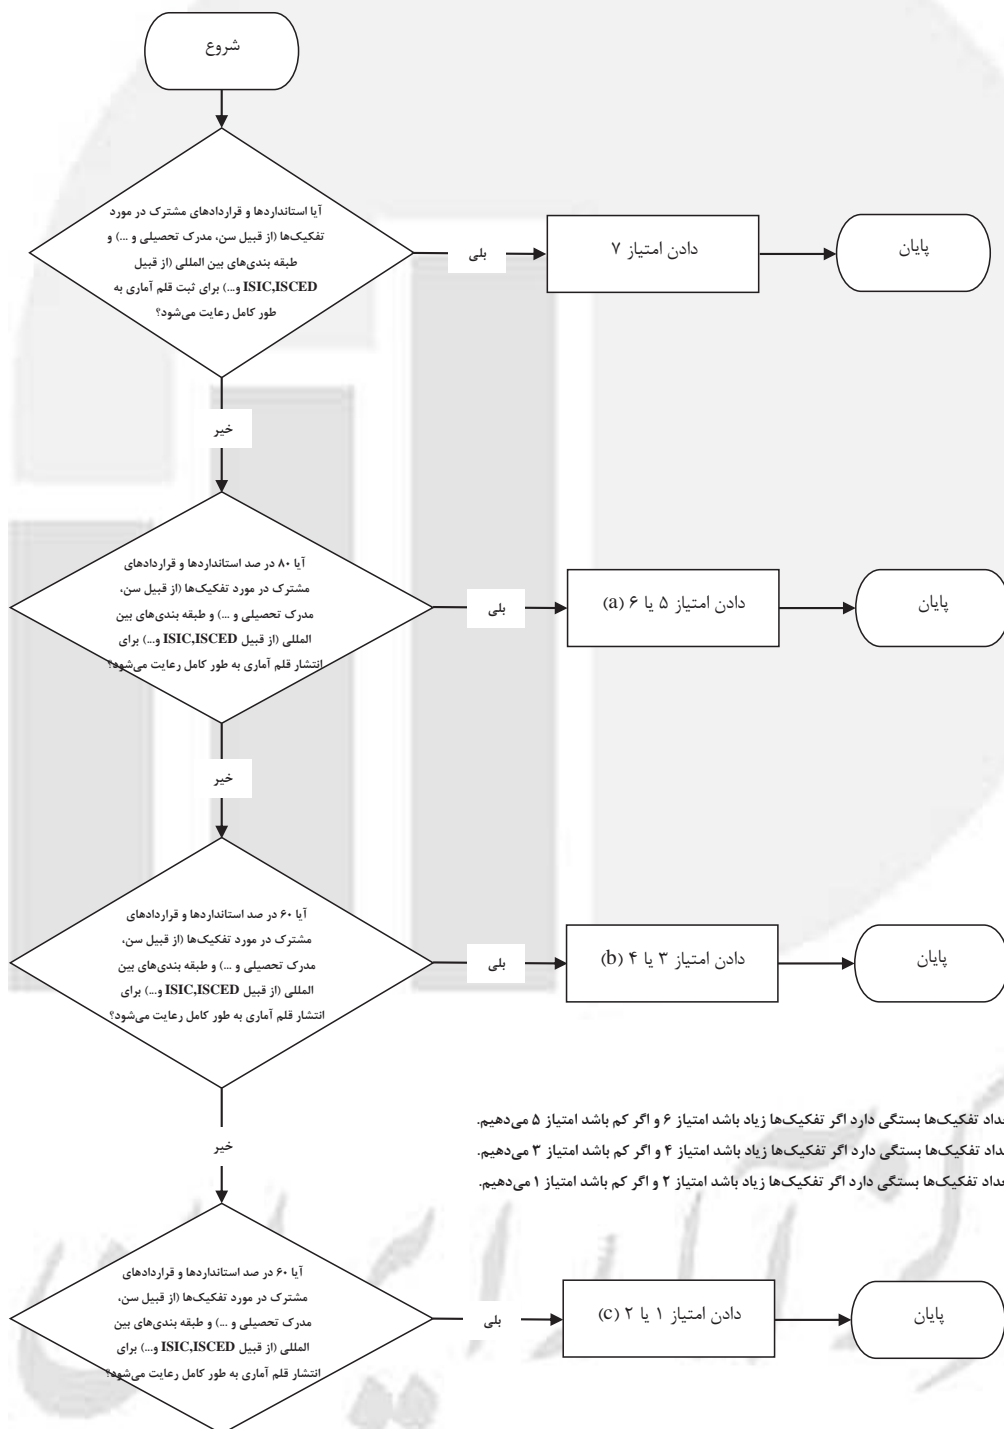 شروع
آیا استانداردها و قراردادهای مشترک در مورد
تفکیک‌ها (از قبیل سن، مدرک تحصیلی و ...) و
طبقه بندی‌های بین المللی (از قبیل
ISIC,ISCED و...) برای ثبت قلم آماری به
طور کامل رعایت می‌شود؟
بلی
دادن امتیاز ۷
پایان
خیر
آیا ۸۰ در صد استانداردها و قراردادهای
مشترک در مورد تفکیک‌ها (از قبیل سن،
مدرک تحصیلی و ...) و طبقه بندی‌های بین
المللی (از قبیل ISIC,ISCED و...) برای
انتشار قلم آماری به طور کامل رعایت می‌شود؟
بلی
دادن امتیاز ۵ یا ۶ (a)
پایان
خیر
آیا ۶۰ در صد استانداردها و قراردادهای
مشترک در مورد تفکیک‌ها (از قبیل سن،
مدرک تحصیلی و ...) و طبقه بندی‌های بین
المللی (از قبیل ISIC,ISCED و...) برای
انتشار قلم آماری به طور کامل رعایت می‌شود؟
بلی
دادن امتیاز ۳ یا ۴ (b)
پایان
خیر
تفکیک‌ها بستگی دارد اگر تفکیک‌ها زیاد باشد امتیاز ۶ و اگر کم باشد امتیاز ۵ می‌دهیم.
تفکیک‌ها بستگی دارد اگر تفکیک‌ها زیاد باشد امتیاز ۴ و اگر کم باشد امتیاز ۳ می‌دهیم.
تفکیک‌ها بستگی دارد اگر تفکیک‌ها زیاد باشد امتیاز ۲ و اگر کم باشد امتیاز ۱ می‌دهیم.
آیا ۶۰ در صد استانداردها و قراردادهای
مشترک در مورد تفکیک‌ها (از قبیل سن،
مدرک تحصیلی و ...) و طبقه بندی‌های بین
المللی (از قبیل ISIC,ISCED و...) برای
انتشار قلم آماری به طور کامل رعایت می‌شود؟
بلی
دادن امتیاز ۱ یا ۲ (c)
پایان